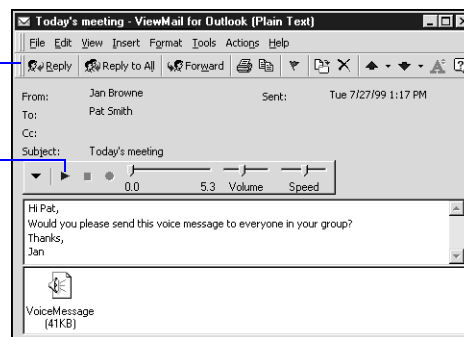 Today's meeting - ViewMail for Outlook (Plain Text)
File Edit View Insert Format Tools Actions Help
Reply Reply to All Forward
From: Jan Browne Sent: Tue 7/27/99 1:17 PM
To: Pat Smith
Cc:
Subject: Today's meeting
0.0 5.3 Volume Speed
Hi Pat,
Would you please send this voice message to everyone in your group?
Thanks,
Jan
VoiceMessage
(41KB)